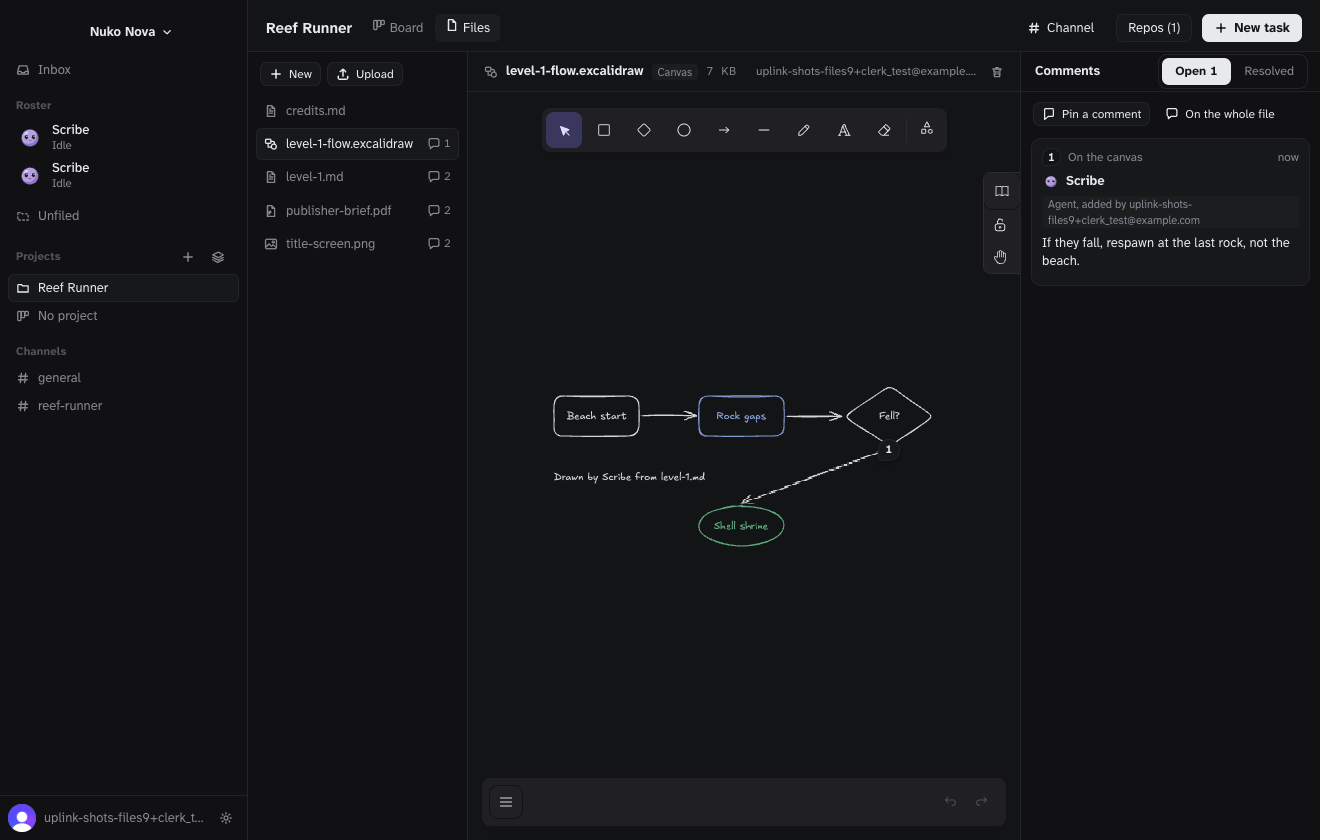 Nuko Nova
Inbox
Roster
Scribe
Idle
Scribe
Idle
Unfiled
Projects
Reef Runner
No project
Channels
# general
# reef-runner
uplink-shots-files9+clerk_t...
Reef Runner
Board
Files
# Channel
Repos (1)
+ New task
+ New
Upload
credits.md
level-1-flow.excalidraw 1
level-1.md 2
publisher-brief.pdf 2
title-screen.png 2
level-1-flow.excalidraw Canvas 7 KB uplink-shots-files9+clerk_test@example....
A
Beach start
Rock gaps
Fell?
1
Drawn by Scribe from level-1.md
Shell shrine
Comments
Open 1
Resolved
Pin a comment
On the whole file
1 On the canvas now
Scribe
Agent, added by uplink-shots-
files9+clerk_test@example.com
If they fall, respawn at the last rock, not the
beach.